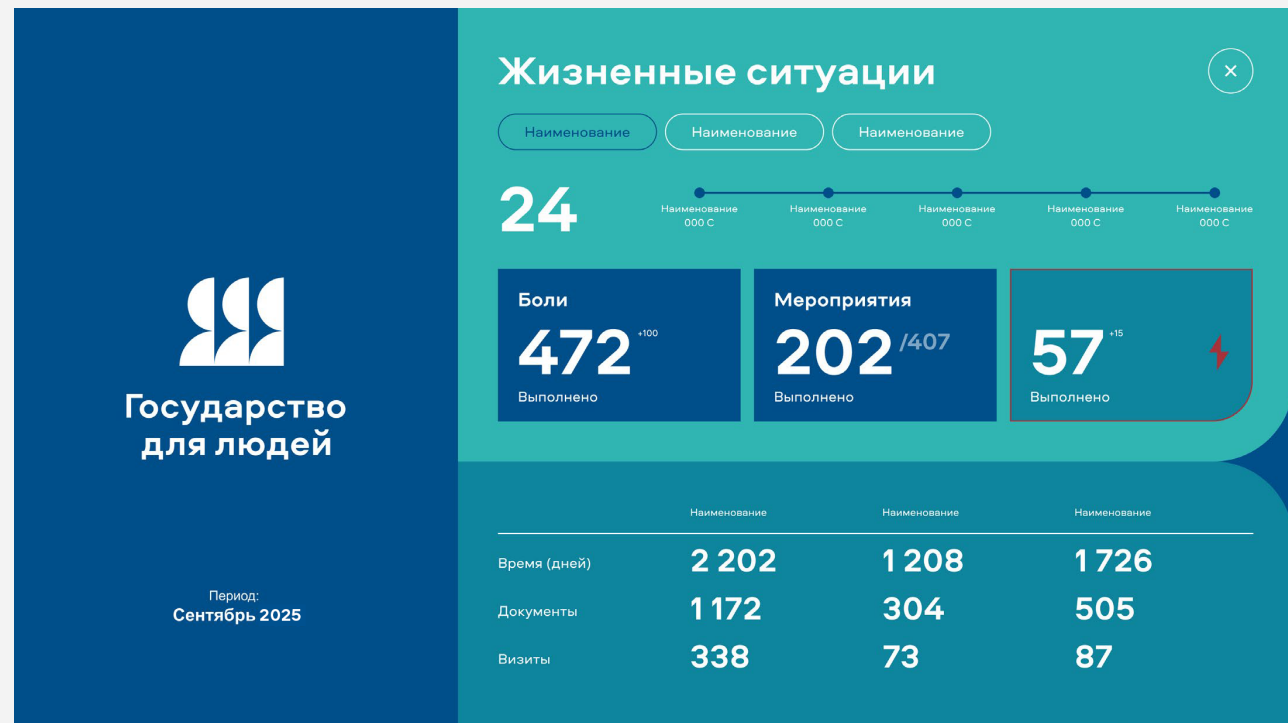 Государство
для людей
Период:
Сентябрь 2025
Жизненные ситуации
Наименование Наименование Наименование
24
Наименование Наименование Наименование Наименование Наименование
000 С 000 С 000 С 000 С 000 С
Боли
472 +100
Выполнено
Мероприятия
202 /407
Выполнено
57 +15
Выполнено
Наименование Наименование Наименование
Время (дней) 2 202 1 208 1 726
Документы 1 172 304 505
Визиты 338 73 87